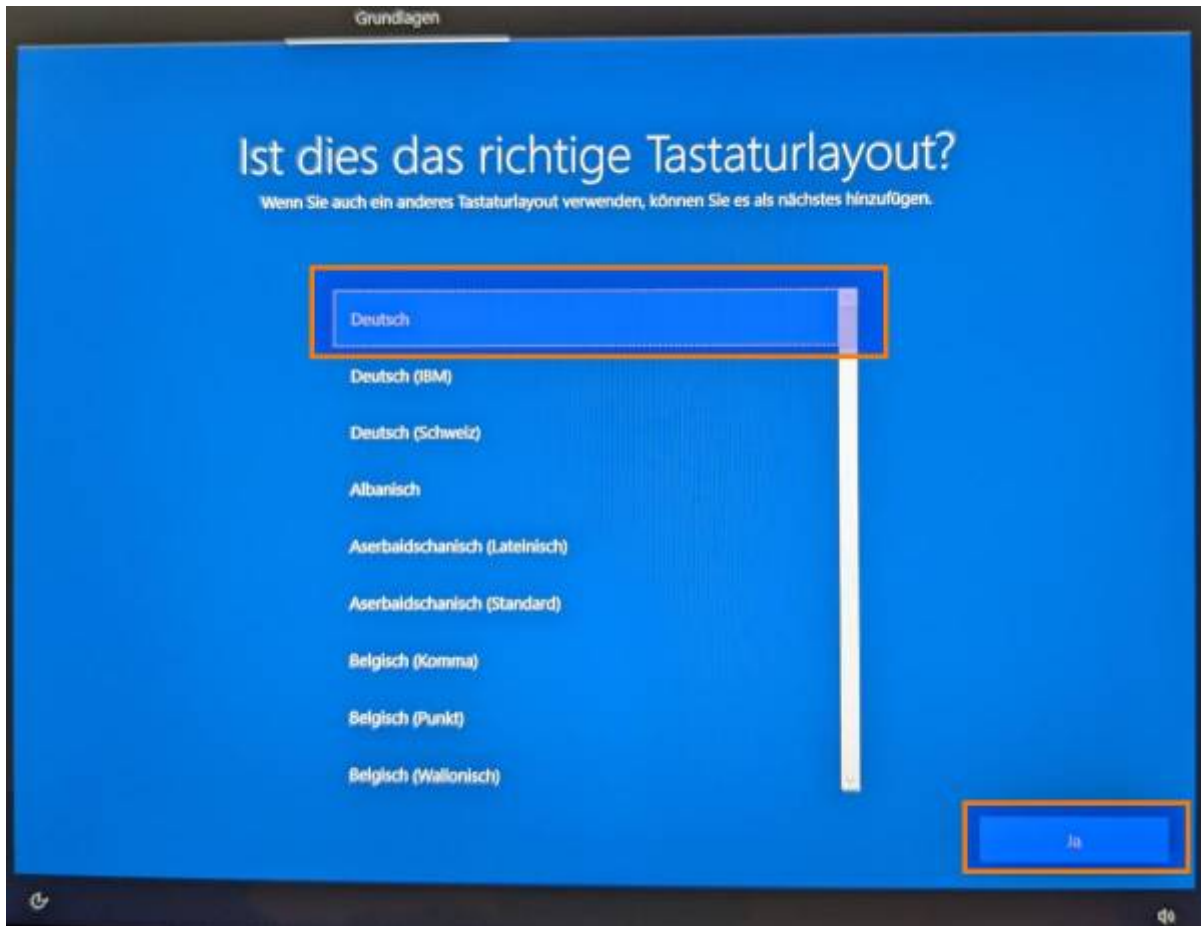 Grundlagen
Ist dies das richtige Tastaturlayout?
Wenn Sie auch ein anderes Tastaturlayout verwenden, können Sie es als nächstes hinzufügen.
Deutsch
Deutsch (IBM)
Deutsch (Schweiz)
Albanisch
Aserbaidschanisch (Lateinisch)
Aserbaidschanisch (Standard)
Belgisch (Komma)
Belgisch (Punkt)
Belgisch (Wallonisch)
Ja